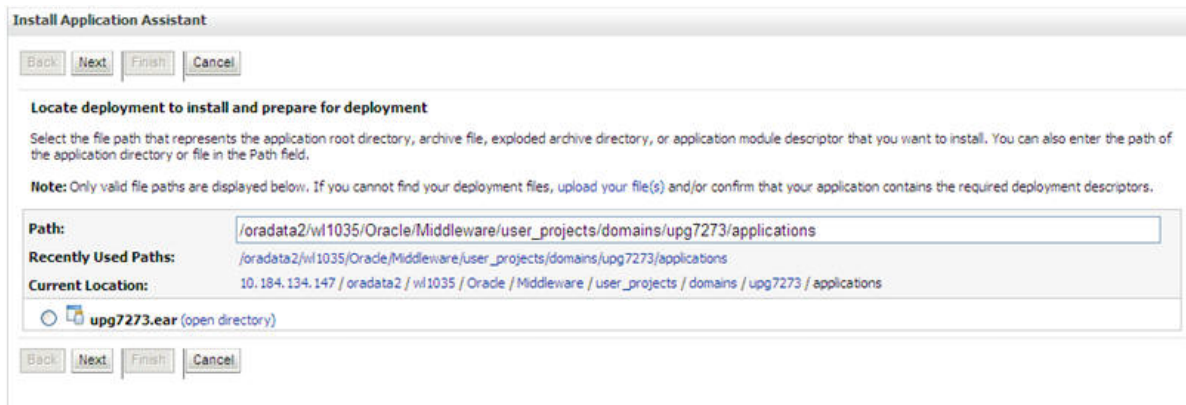 Install Application Assistant
Back Next Finish Cancel
Locate deployment to install and prepare for deployment
Select the file path that represents the application root directory, archive file, exploded archive directory, or application module descriptor that you want to install. You can also enter the path of
the application directory or file in the Path field.
Note: Only valid file paths are displayed below. If you cannot find your deployment files, upload your file(s) and/or confirm that your application contains the required deployment descriptors.
Path: /oradata2/wl1035/Oracle/Middleware/user_projects/domains/upg7273/applications
Recently Used Paths: /oradata2/wl1035/Oracle/Middleware/user_projects/domains/upg7273/applications
Current Location: 10.184.134.147 / oradata2 / wl1035 / Oracle / Middleware / user_projects / domains / upg7273 / applications
upg7273.ear (open directory)
Back Next Finish Cancel